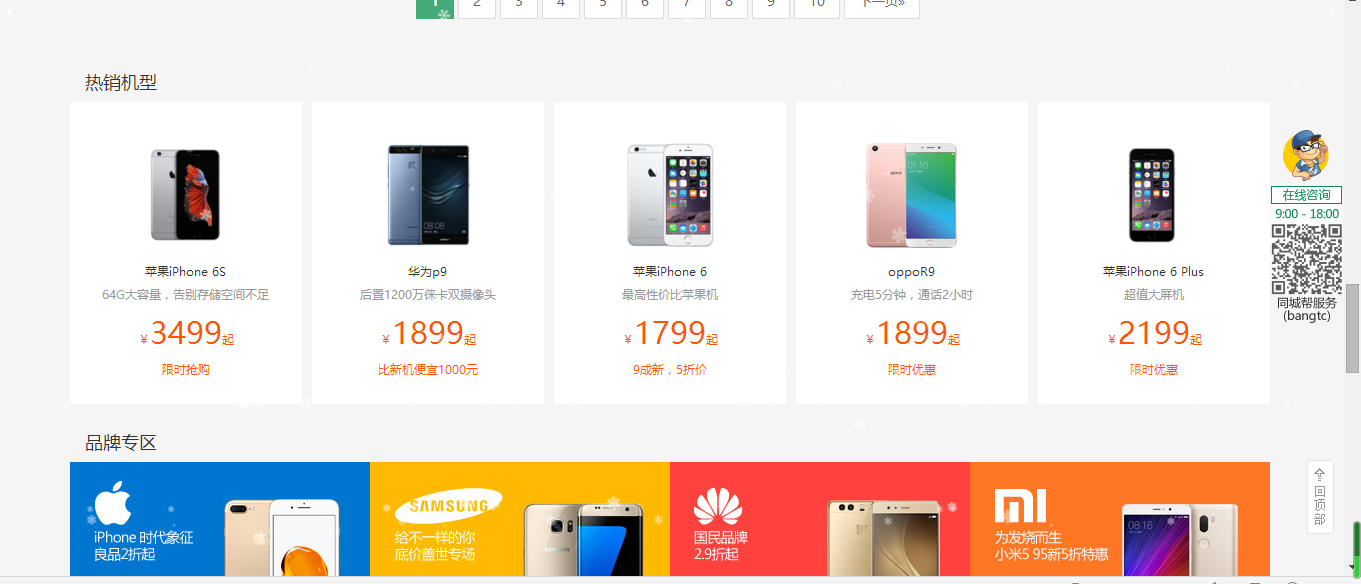 1 2 3 4 5 6 7 8 9 10 下一页»
热销机型
苹果iPhone 6S
64G大容量，告别存储空间不足
¥3499起
限时抢购
华为p9
后置1200万徕卡双摄像头
¥1899起
比新机便宜1000元
苹果iPhone 6
最高性价比苹果机
¥1799起
9成新，5折价
oppoR9
充电5分钟，通话2小时
¥1899起
限时优惠
苹果iPhone 6 Plus
超值大屏机
¥2199起
限时优惠
在线咨询
9:00 - 18:00
同城帮服务
(bangtc)
品牌专区
iPhone 时代象征
良品2折起
SAMSUNG
给不一样的你
底价盖世专场
国民品牌
2.9折起
为发烧而生
小米5 95新5折特惠
回
顶
部
08:08
01:10
08:16